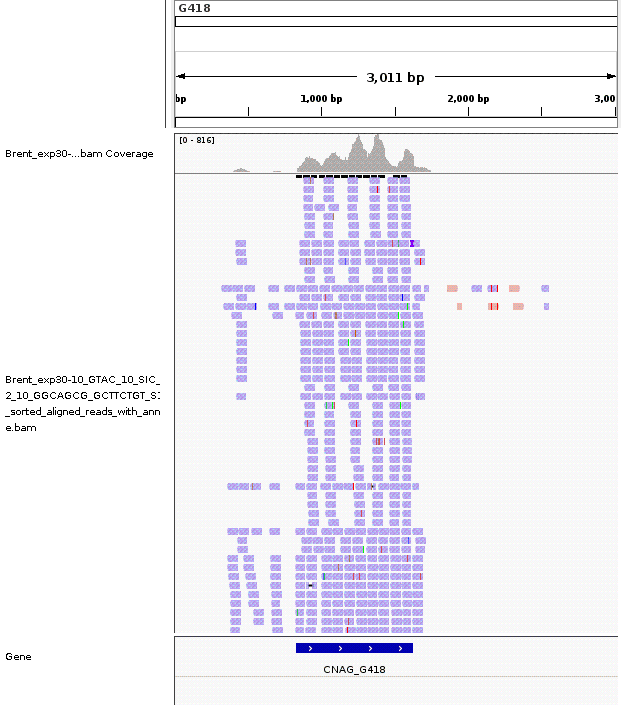 G418
3,011 bp
bp 1,000 bp 2,000 bp 3,00
[0 - 816]
Brent_exp30-...bam Coverage
Brent_exp30-10_GTAC_10_SIC_
2_10_GGCAGCG_GCTTCTGT_S:
_sorted_aligned_reads_with_ann
e.bam
Gene
CNAG_G418